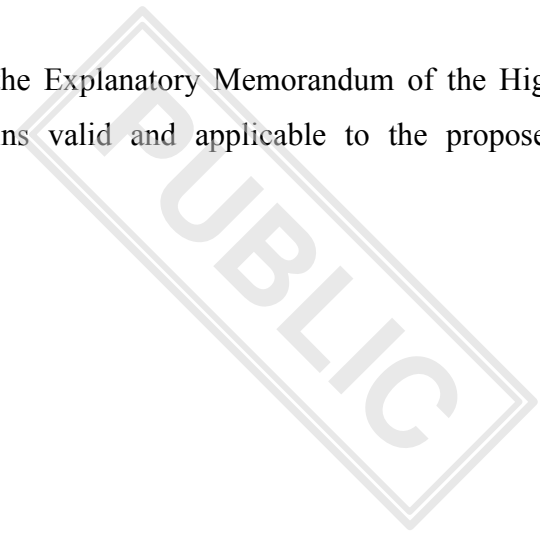 he Explanatory Memorandum of the Hig
ns valid and applicable to the propose
PUBLIC